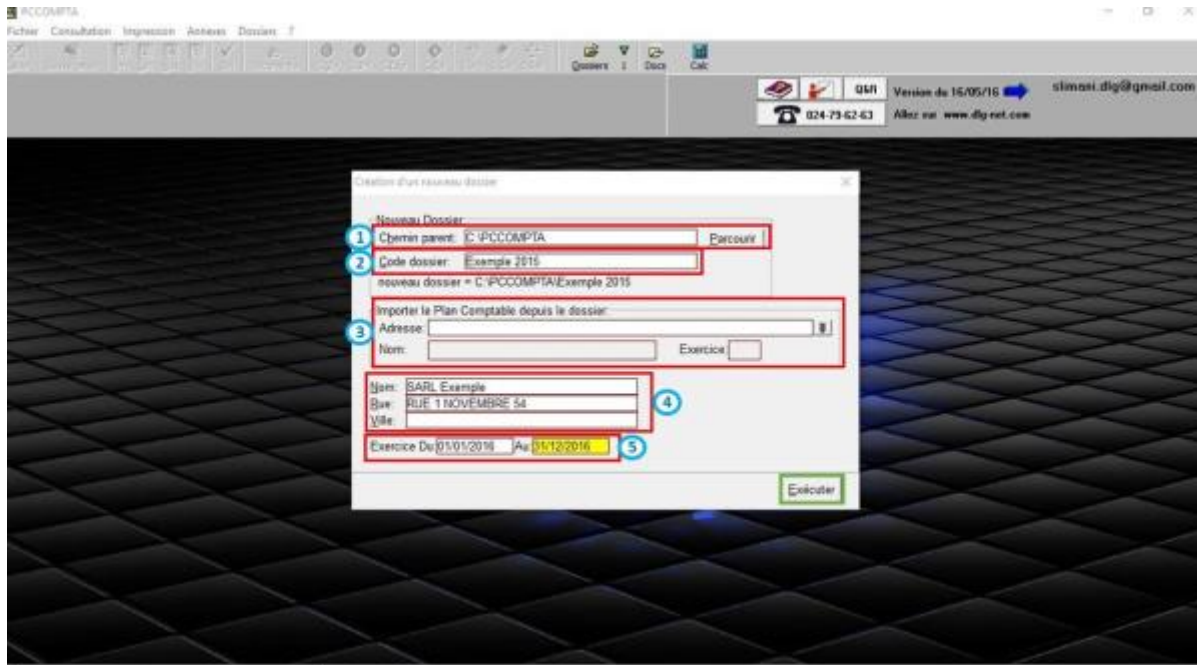 PCCOMPTA
Fichier Consultation Impression Annexes Dossiers ?
Dossiers 1 Docs Calc
Q&R Version du 16/05/16 slimani.dlg@gmail.com
024-79-62-63 Allez sur www.dlg-net.com
Création d'un nouveau dossier
Nouveau Dossier
1 Chemin parent: C:\PCCOMPTA Parcourir
2 Code dossier: Exemple 2015
nouveau dossier = C:\PCCOMPTA\Exemple 2015
Importer le Plan Comptable depuis le dossier:
3 Adresse:
Nom: Exercice
Nom: SARL Exemple
Rue: RUE 1 NOVEMBRE 54 4
Ville:
Exercice Du: 01/01/2016 Au: 31/12/2016 5
Exécuter